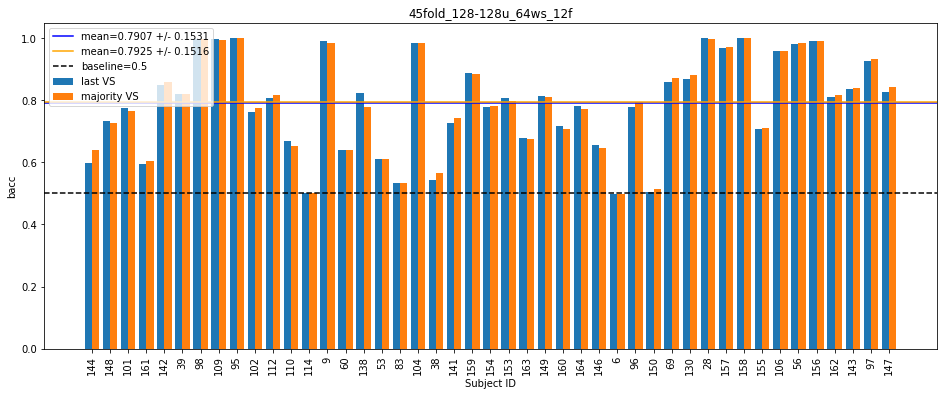 45fold_128-128u_64ws_12f
mean=0.7907 +/- 0.1531
mean=0.7925 +/- 0.1516
baseline=0.5
last VS
majority VS
bacc
1.0
0.8
0.6
0.4
0.2
0.0
144 148 101 161 142 39 98 109 95 102 112 110 114 9 60 138 53 83 104 38 141 159 154 153 163 149 160 164 146 6 96 150 69 130 28 157 158 155 106 56 156 162 143 97 147
Subject ID